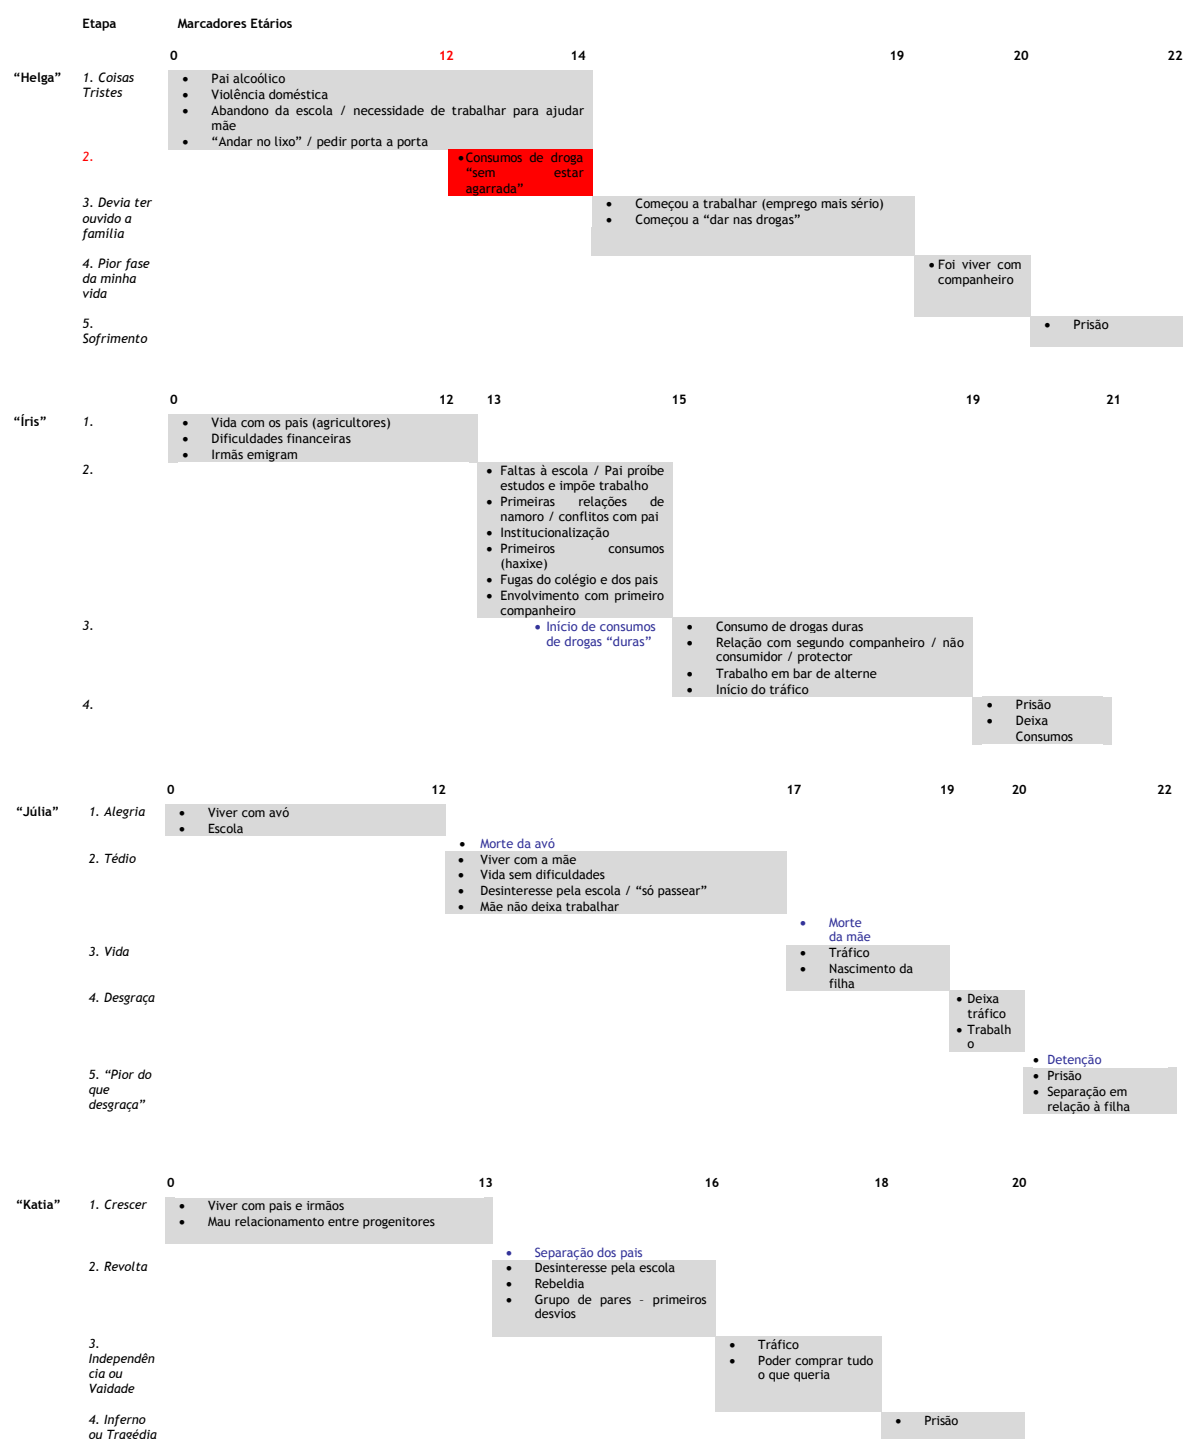 Etapa Marcadores Etários
0 12 14 19 20 22
“Helga” 1. Coisas
Tristes
• Pai alcoólico
• Violência doméstica
• Abandono da escola / necessidade de trabalhar para ajudar
mãe
• “Andar no lixo” / pedir porta a porta
2.
• Consumos de droga
“sem estar
agarrada”
3. Devia ter
ouvido a
família
• Começou a trabalhar (emprego mais sério)
• Começou a “dar nas drogas”
4. Pior fase
da minha
vida
• Foi viver com
companheiro
5.
Sofrimento
• Prisão
0 12 13 15 19 21
“Íris” 1.
• Vida com os pais (agricultores)
• Dificuldades financeiras
• Irmãs emigram
2.
• Faltas à escola / Pai proíbe
estudos e impõe trabalho
• Primeiras relações de
namoro / conflitos com pai
• Institucionalização
• Primeiros consumos
(haxixe)
• Fugas do colégio e dos pais
• Envolvimento com primeiro
companheiro
3.
• Início de consumos
de drogas “duras”
• Consumo de drogas duras
• Relação com segundo companheiro / não
consumidor / protector
• Trabalho em bar de alterne
• Início do tráfico
4.
• Prisão
• Deixa
Consumos
0 12 17 19 20 22
“Júlia” 1. Alegria
• Viver com avó
• Escola
• Morte da avó
2. Tédio
• Viver com a mãe
• Vida sem dificuldades
• Desinteresse pela escola / “só passear”
• Mãe não deixa trabalhar
• Morte
da mãe
3. Vida
• Tráfico
• Nascimento da
filha
4. Desgraça
• Deixa
tráfico
• Trabalh
o
• Detenção
5. “Pior do
que
desgraça”
• Prisão
• Separação em
relação à filha
0 13 16 18 20
“Katia” 1. Crescer
• Viver com pais e irmãos
• Mau relacionamento entre progenitores
• Separação dos pais
2. Revolta
• Desinteresse pela escola
• Rebeldia
• Grupo de pares – primeiros
desvios
3.
Independên
cia ou
Vaidade
• Tráfico
• Poder comprar tudo
o que queria
4. Inferno
ou Tragédia
• Prisão